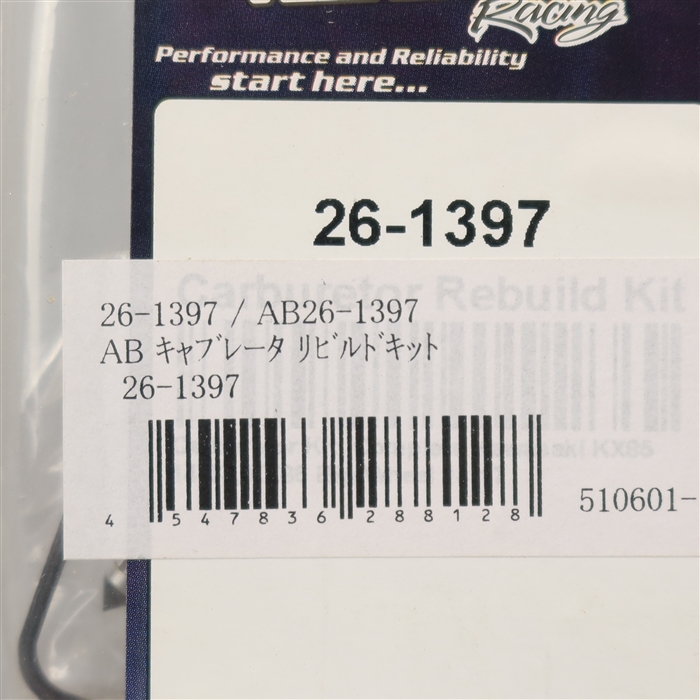 Racing
Performance and Reliability
start here...
26-1397
Carburetor Rebuild Kit
26-1397 / AB26-1397
AB ｷｬﾌﾞﾚｰﾀ ﾘﾋﾞﾙﾄﾞｷｯﾄ
26-1397
4 547836 288128
510601-